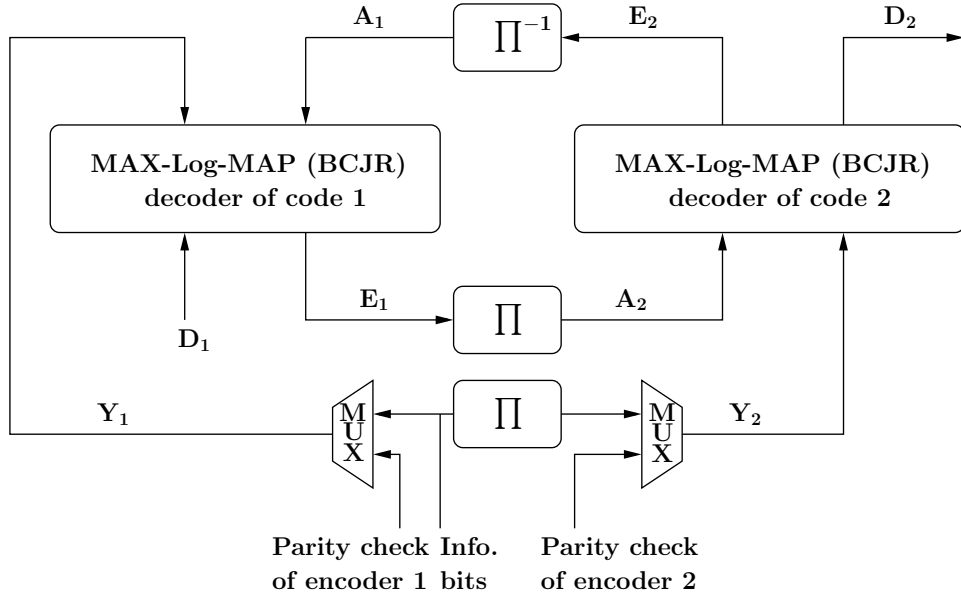 A₁
∏⁻¹
E₂
D₂
MAX-Log-MAP (BCJR)
decoder of code 1
MAX-Log-MAP (BCJR)
decoder of code 2
E₁
∏
A₂
D₁
Y₁
MUX
∏
MUX
Y₂
Parity check
of encoder 1
Info.
bits
Parity check
of encoder 2